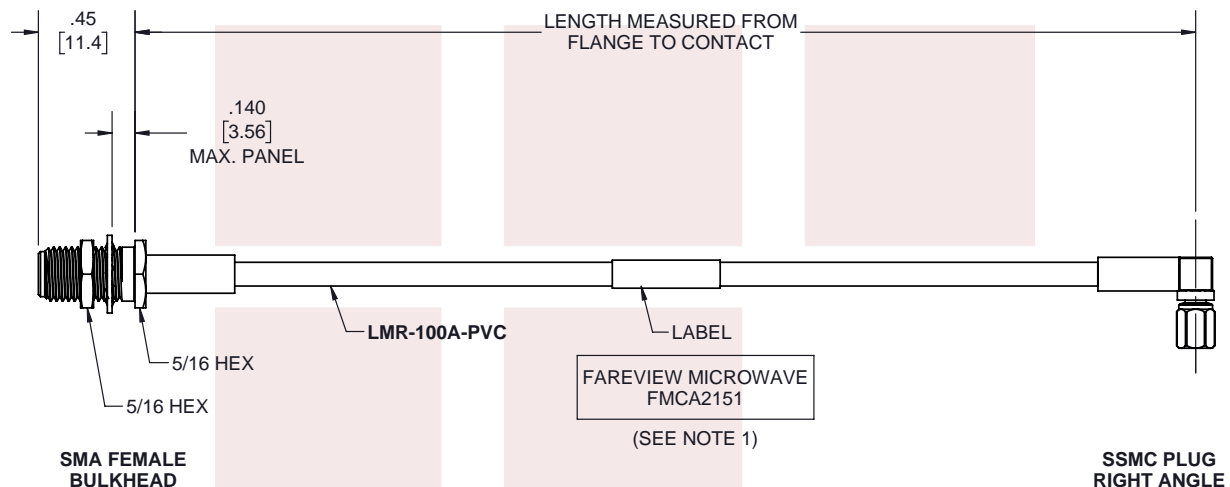 .45
[11.4]
LENGTH MEASURED FROM
FLANGE TO CONTACT
.140
[3.56]
MAX. PANEL
LMR-100A-PVC
LABEL
5/16 HEX
FAREVIEW MICROWAVE
FMCA2151
5/16 HEX
(SEE NOTE 1)
SMA FEMALE
BULKHEAD
SSMC PLUG
RIGHT ANGLE